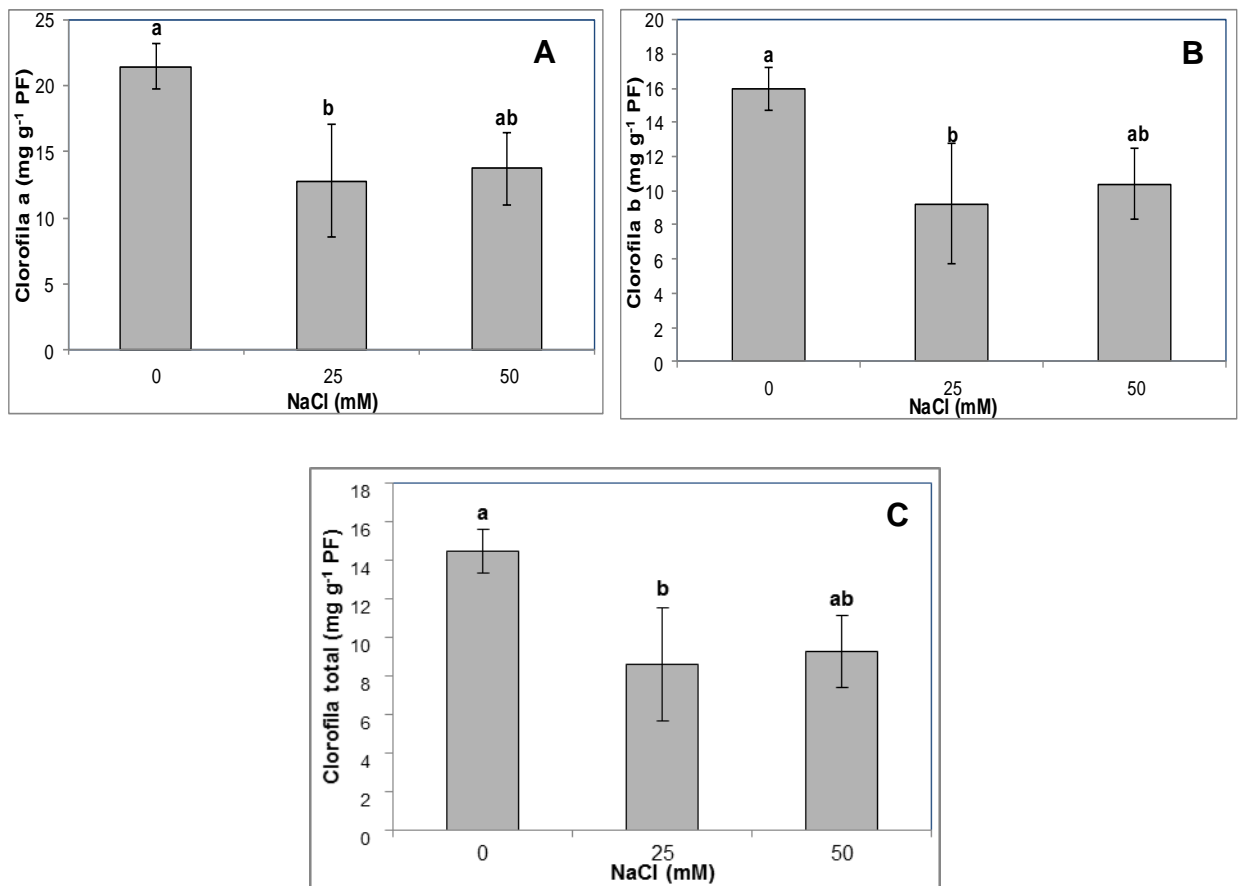 A
Clorofila a (mg g⁻¹ PF)
25
20
15
10
5
0
a
b
ab
0 25 50
NaCl (mM)
B
Clorofila b (mg g⁻¹ PF)
20
18
16
14
12
10
8
6
4
2
0
a
b
ab
0 25 50
NaCl (mM)
C
Clorofila total (mg g⁻¹ PF)
18
16
14
12
10
8
6
4
2
0
a
b
ab
0 25 50
NaCl (mM)